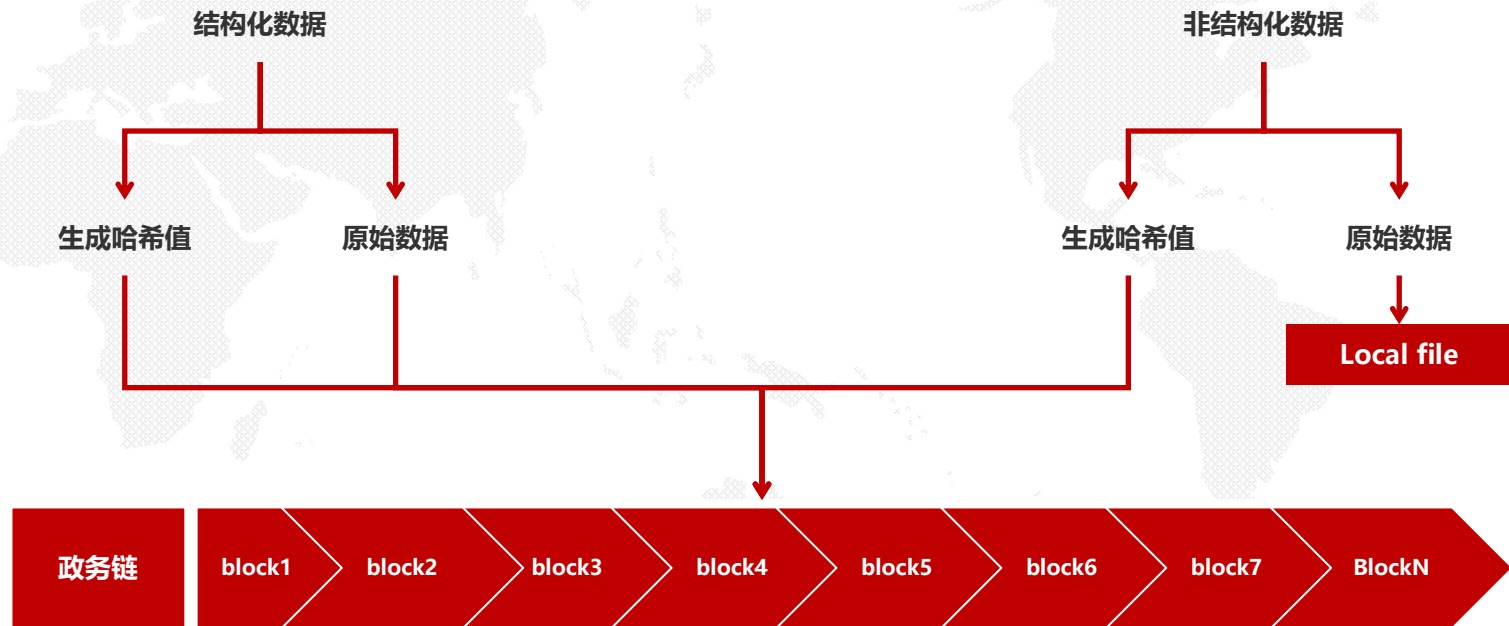 结构化数据
非结构化数据
生成哈希值
原始数据
生成哈希值
原始数据
Local file
政务链
block1
block2
block3
block4
block5
block6
block7
BlockN